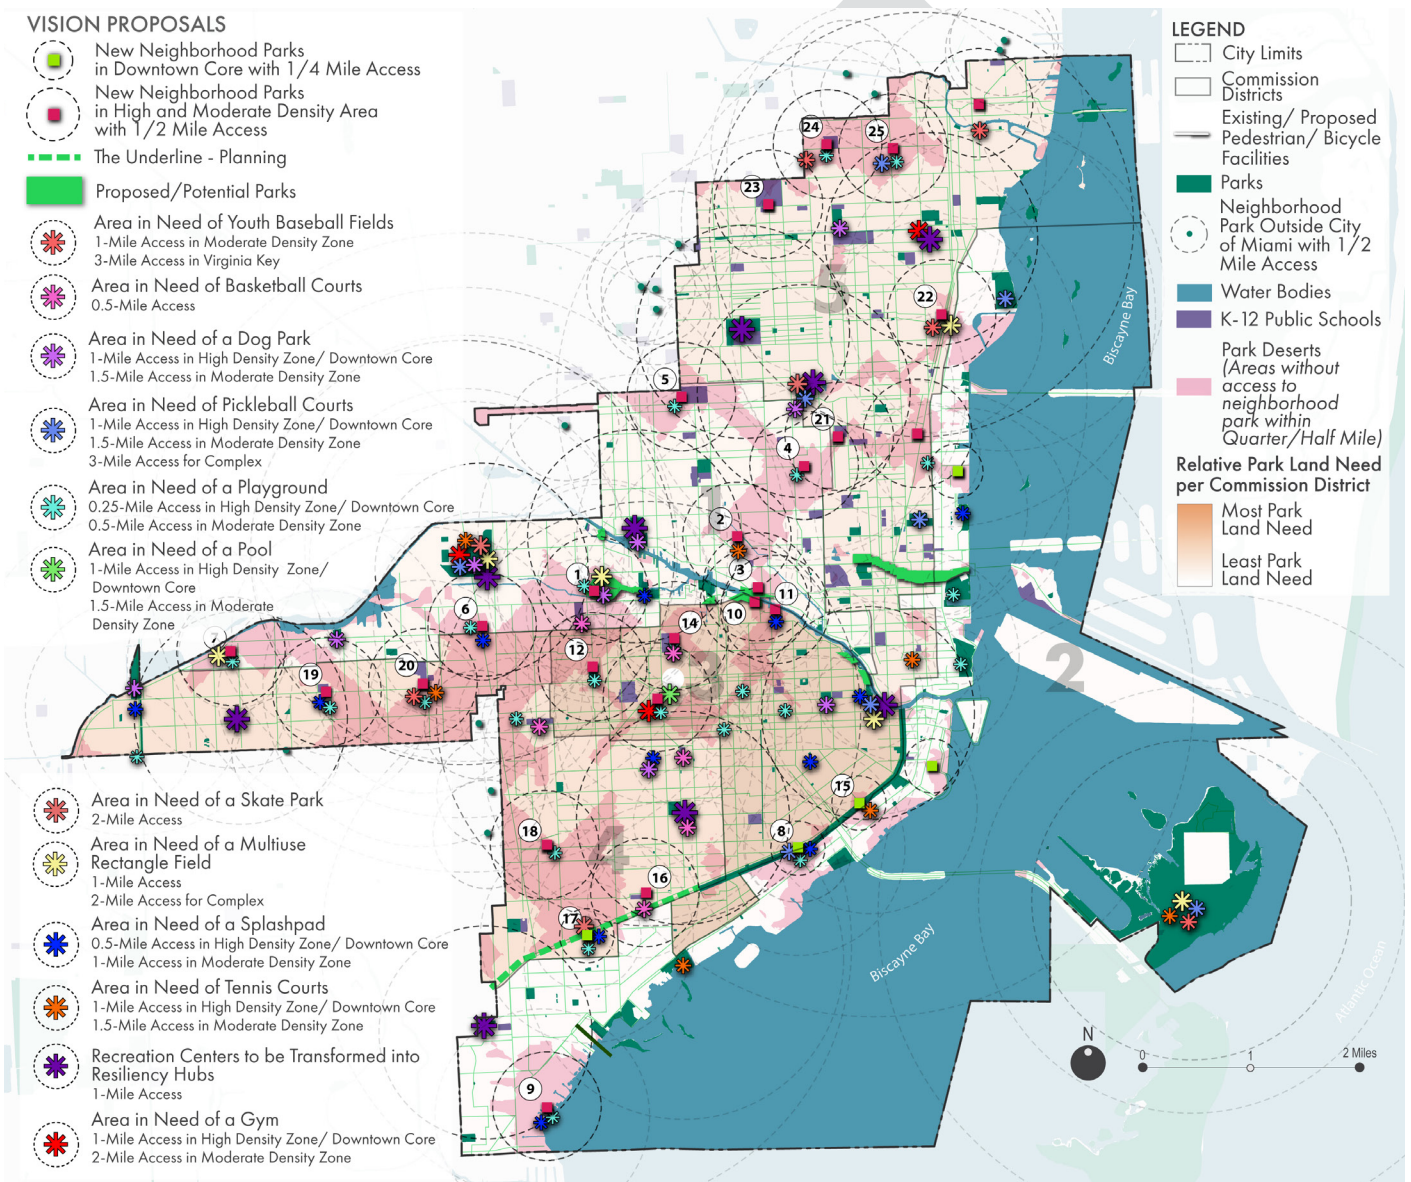 VISION PROPOSALS
New Neighborhood Parks
in Downtown Core with 1/4 Mile Access
New Neighborhood Parks
in High and Moderate Density Area
with 1/2 Mile Access
The Underline - Planning
Proposed/Potential Parks
Area in Need of Youth Baseball Fields
1-Mile Access in Moderate Density Zone
3-Mile Access in Virginia Key
Area in Need of Basketball Courts
0.5-Mile Access
Area in Need of a Dog Park
1-Mile Access in High Density Zone/ Downtown Core
1.5-Mile Access in Moderate Density Zone
Area in Need of Pickleball Courts
1-Mile Access in High Density Zone/ Downtown Core
1.5-Mile Access in Moderate Density Zone
3-Mile Access for Complex
Area in Need of a Playground
0.25-Mile Access in High Density Zone/ Downtown Core
0.5-Mile Access in Moderate Density Zone
Area in Need of a Pool
1-Mile Access in High Density Zone/
Downtown Core
1.5-Mile Access in Moderate
Density Zone
Area in Need of a Skate Park
2-Mile Access
Area in Need of a Multiuse
Rectangle Field
1-Mile Access
2-Mile Access for Complex
Area in Need of a Splashpad
0.5-Mile Access in High Density Zone/ Downtown Core
1-Mile Access in Moderate Density Zone
Area in Need of Tennis Courts
1-Mile Access in High Density Zone/ Downtown Core
1.5-Mile Access in Moderate Density Zone
Recreation Centers to be Transformed into
Resiliency Hubs
1-Mile Access
Area in Need of a Gym
1-Mile Access in High Density Zone/ Downtown Core
2-Mile Access in Moderate Density Zone
24
25
23
5
22
5
21
4
1
2
3
1
11
10
6
14
7
12
19
20
3
2
15
18
8
4
16
17
9
Biscayne Bay
Biscayne Bay
Atlantic Ocean
N
0
1
2 Miles
LEGEND
City Limits
Commission
Districts
Existing/ Proposed
Pedestrian/ Bicycle
Facilities
Parks
Neighborhood
Park Outside City
of Miami with 1/2
Mile Access
Water Bodies
K-12 Public Schools
Park Deserts
(Areas without
access to
neighborhood
park within
Quarter/Half Mile)
Relative Park Land Need
per Commission District
Most Park
Land Need
Least Park
Land Need